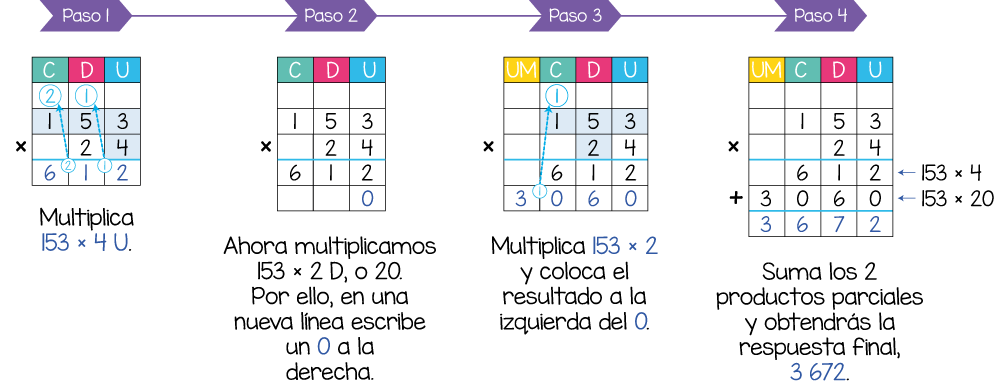 Paso 1
Paso 2
Paso 3
Paso 4
C D U
2 1
1 5 3
× 2 4
2 1
6 1 2
Multiplica
153 × 4 U.
C D U
1 5 3
× 2 4
6 1 2
0
Ahora multiplicamos
153 × 2 D, o 20.
Por ello, en una
nueva línea escribe
un 0 a la
derecha.
UM C D U
1
1 5 3
× 2 4
6 1 2
1
3 0 6 0
Multiplica 153 × 2
y coloca el
resultado a la
izquierda del 0.
UM C D U
1 5 3
× 2 4
6 1 2 ← 153 × 4
+ 3 0 6 0 ← 153 × 20
3 6 7 2
Suma los 2
productos parciales
y obtendrás la
respuesta final,
3 672.